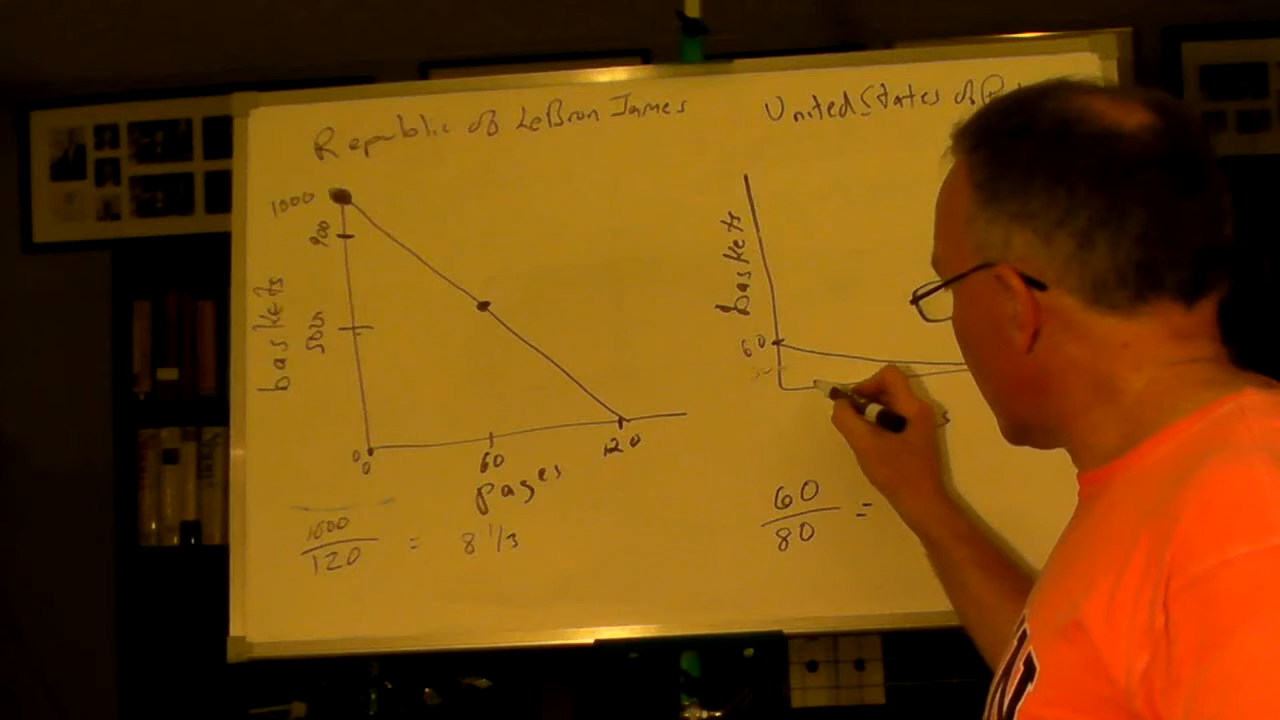 Republic of LeBron James
1000
900
500
baskets
0
0
60
120
pages
1000
120
= 8 1/3
United States of
baskets
60
60
80
=